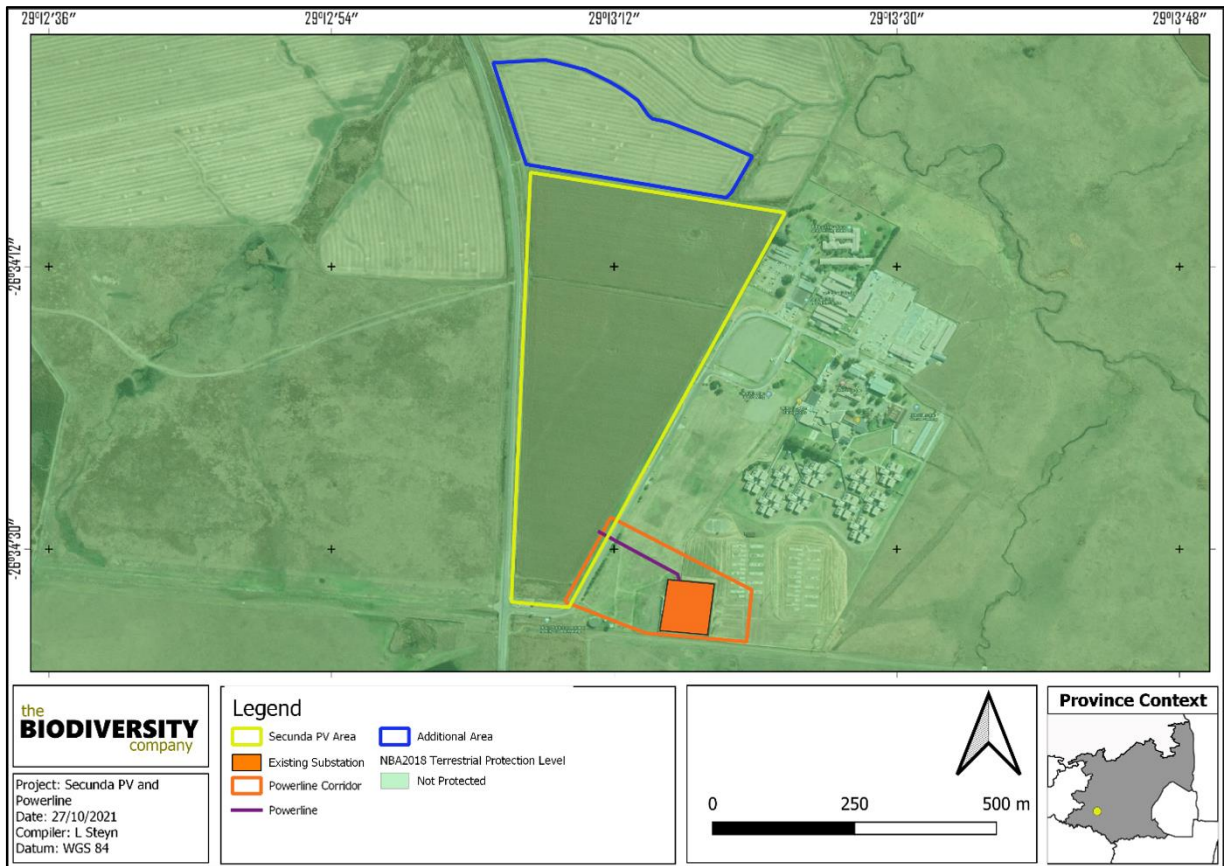 29°12′36″ 29°12′54″ 29°13′12″ 29°13′30″ 29°13′48″
-26°34′12″
-26°34′30″
the
BIODIVERSITY
company
Project: Secunda PV and
Powerline
Date: 27/10/2021
Compiler: L Steyn
Datum: WGS 84
Legend
Secunda PV Area
Existing Substation
Powerline Corridor
Powerline
Additional Area
NBA2018 Terrestrial Protection Level
Not Protected
0 250 500 m
Province Context